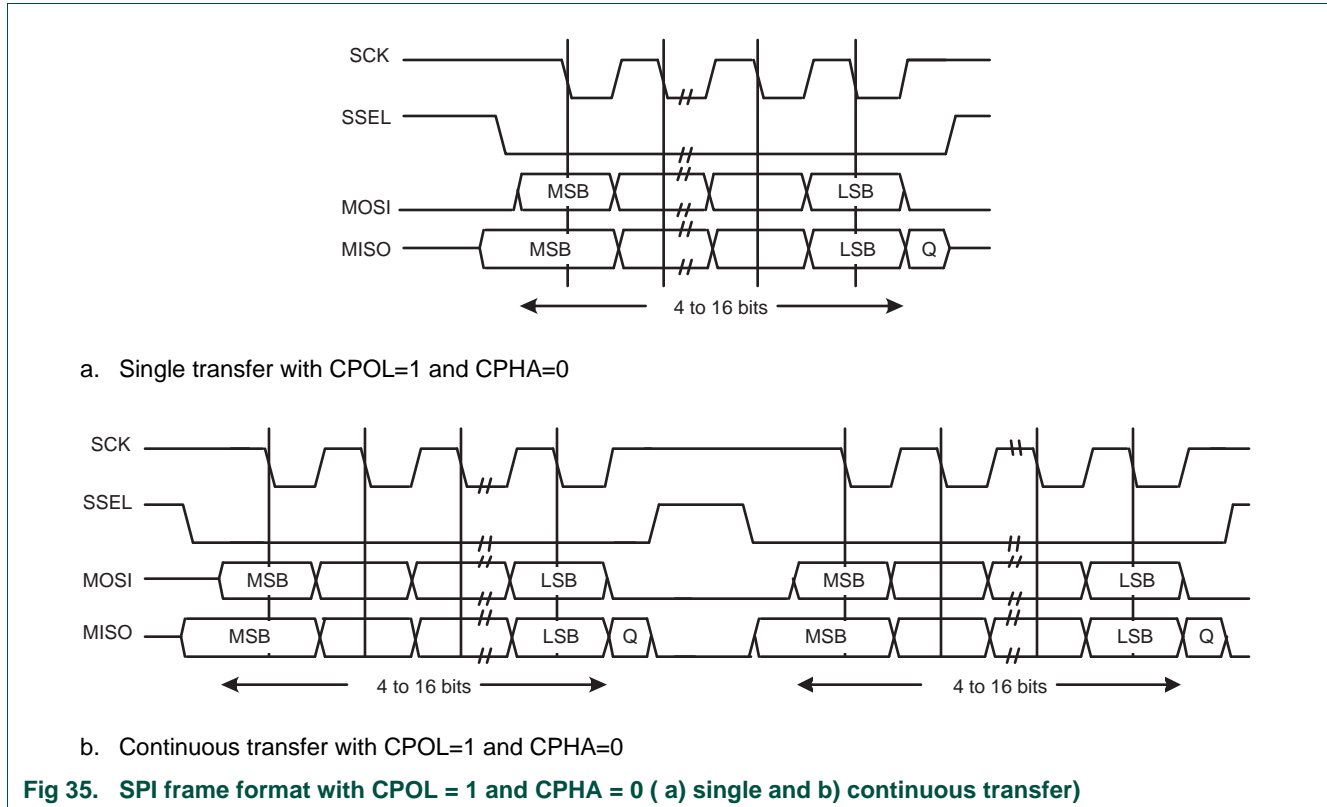 SCK
SSEL
MSB LSB
MOSI
MISO MSB LSB Q
4 to 16 bits
a. Single transfer with CPOL=1 and CPHA=0
SCK
SSEL
MOSI MSB LSB MSB LSB
MISO MSB LSB Q MSB LSB Q
4 to 16 bits 4 to 16 bits
b. Continuous transfer with CPOL=1 and CPHA=0
Fig 35. SPI frame format with CPOL = 1 and CPHA = 0 ( a) single and b) continuous transfer)